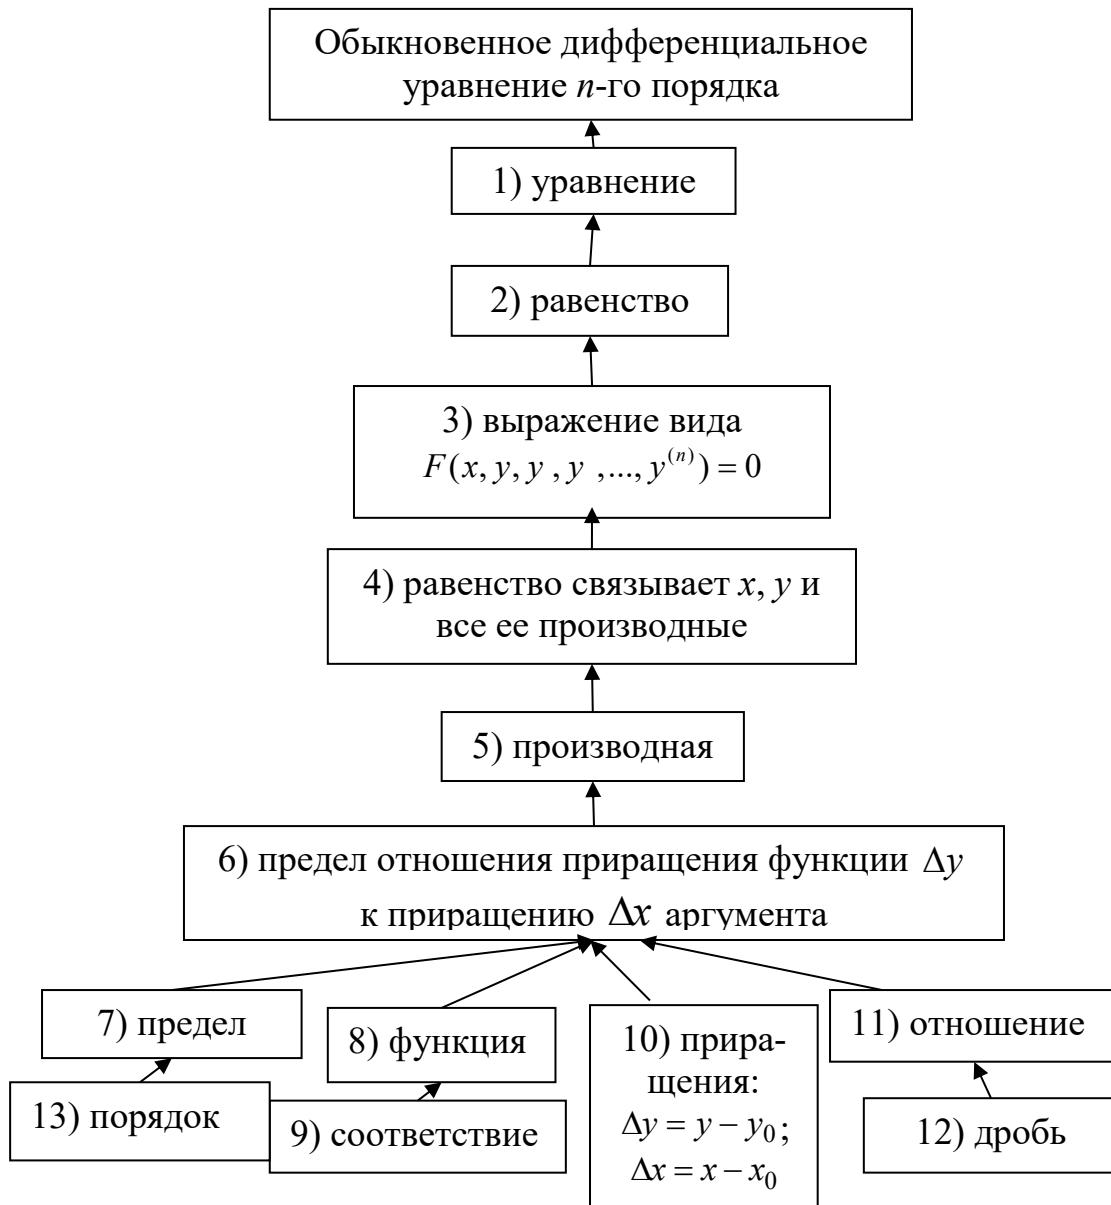 Обыкновенное дифференциальное
уравнение n-го порядка
1) уравнение
2) равенство
3) выражение вида
F(x, y, y , y ,..., y⁽ⁿ⁾) = 0
4) равенство связывает x, y и
все ее производные
5) производная
6) предел отношения приращения функции Δy
к приращению Δx аргумента
7) предел
8) функция
10) прира-
щения:
Δy = y − y₀;
Δx = x − x₀
11) отношение
13) порядок
9) соответствие
12) дробь